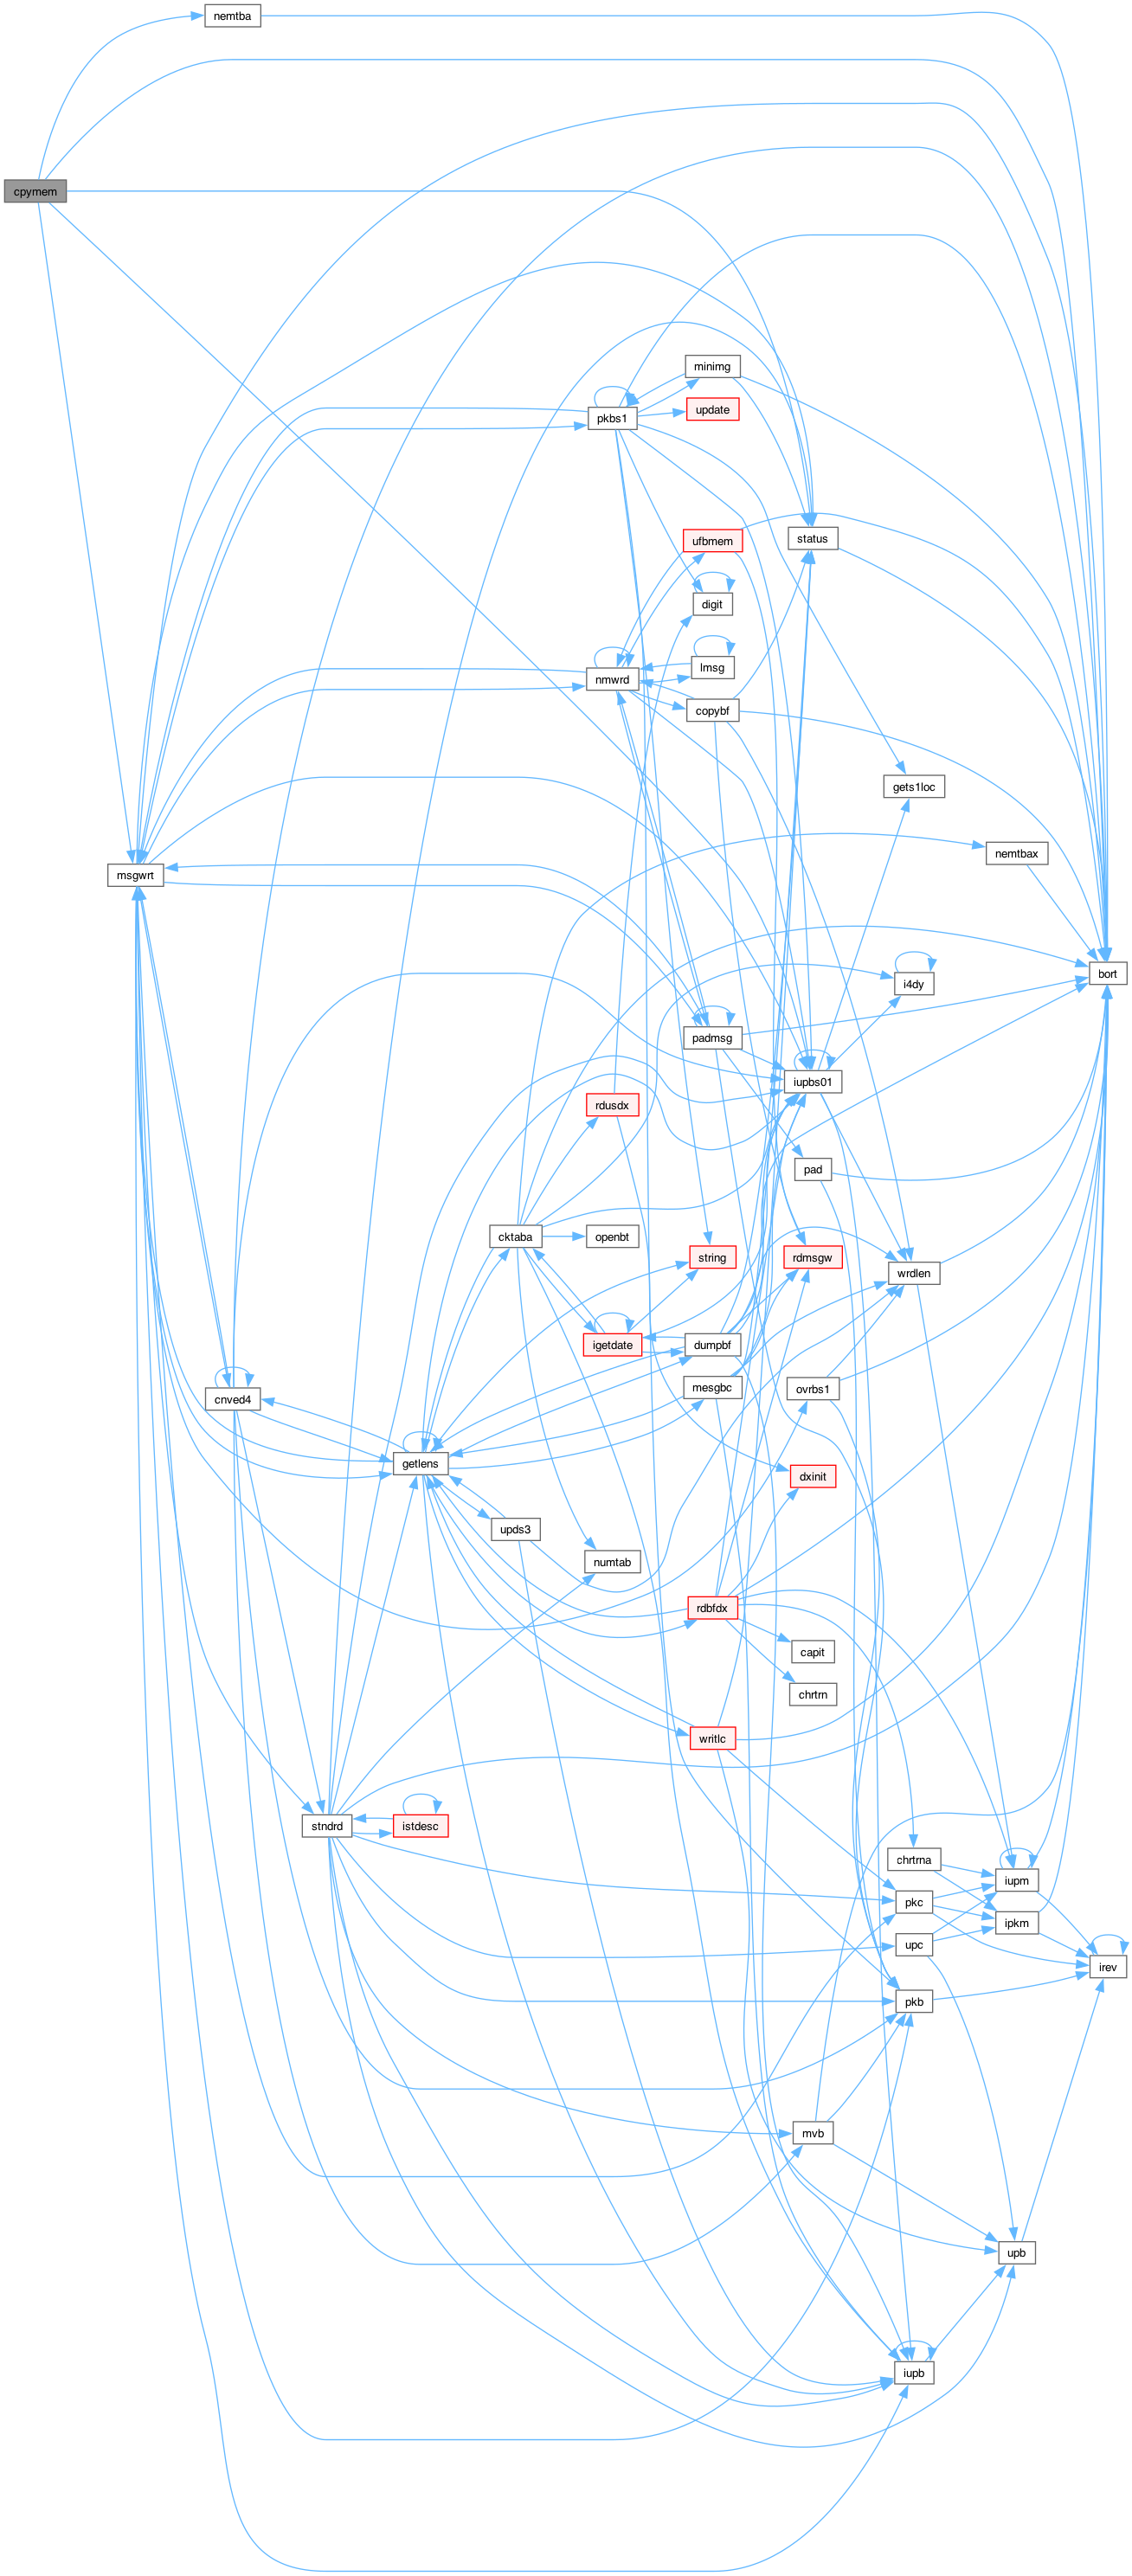 nemtba
cpymem
minimg
update
pkbs1
status
ufbmem
digit
lmsg
nmwrd
copybf
gets1loc
nemtbax
msgwrt
bort
i4dy
padmsg
iupbs01
rdusdx
pad
cktaba
openbt
string
rdmsgw
wrdlen
igetdate
dumpbf
mesgbc
ovrbs1
cnved4
getlens
dxinit
upds3
numtab
rdbfdx
capit
chrtrn
writlc
stndrd
istdesc
chrtrna
iupm
pkc
ipkm
upc
irev
pkb
mvb
upb
iupb